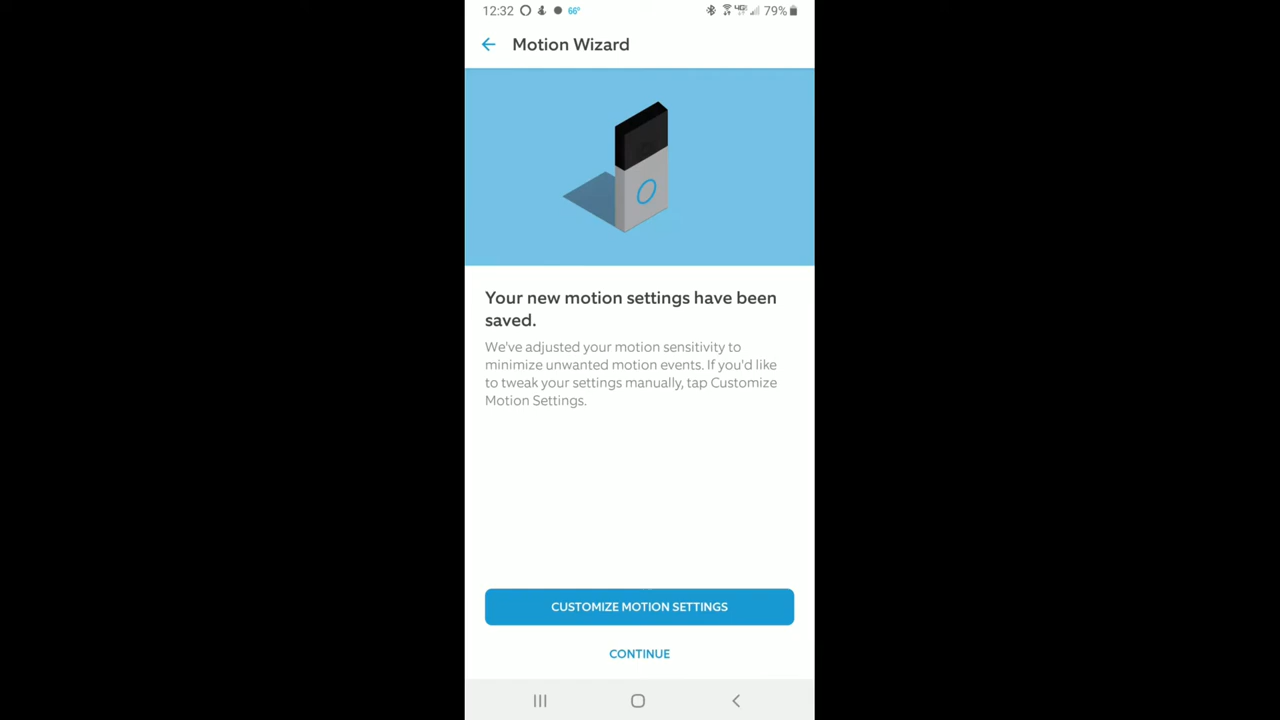 12:32 66° 4G 79%
Motion Wizard
Your new motion settings have been
saved.
We've adjusted your motion sensitivity to
minimize unwanted motion events. If you'd like
to tweak your settings manually, tap Customize
Motion Settings.
CUSTOMIZE MOTION SETTINGS
CONTINUE